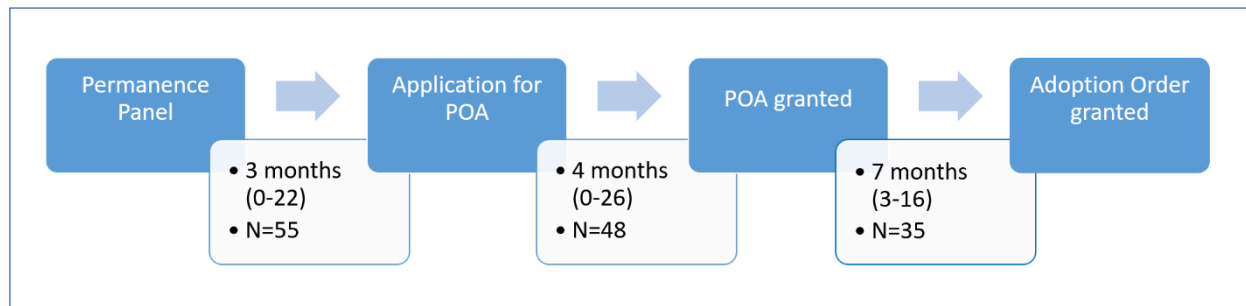 Permanence
Panel
Application for
POA
POA granted
Adoption Order
granted
• 3 months
(0-22)
• N=55
• 4 months
(0-26)
• N=48
• 7 months
(3-16)
• N=35